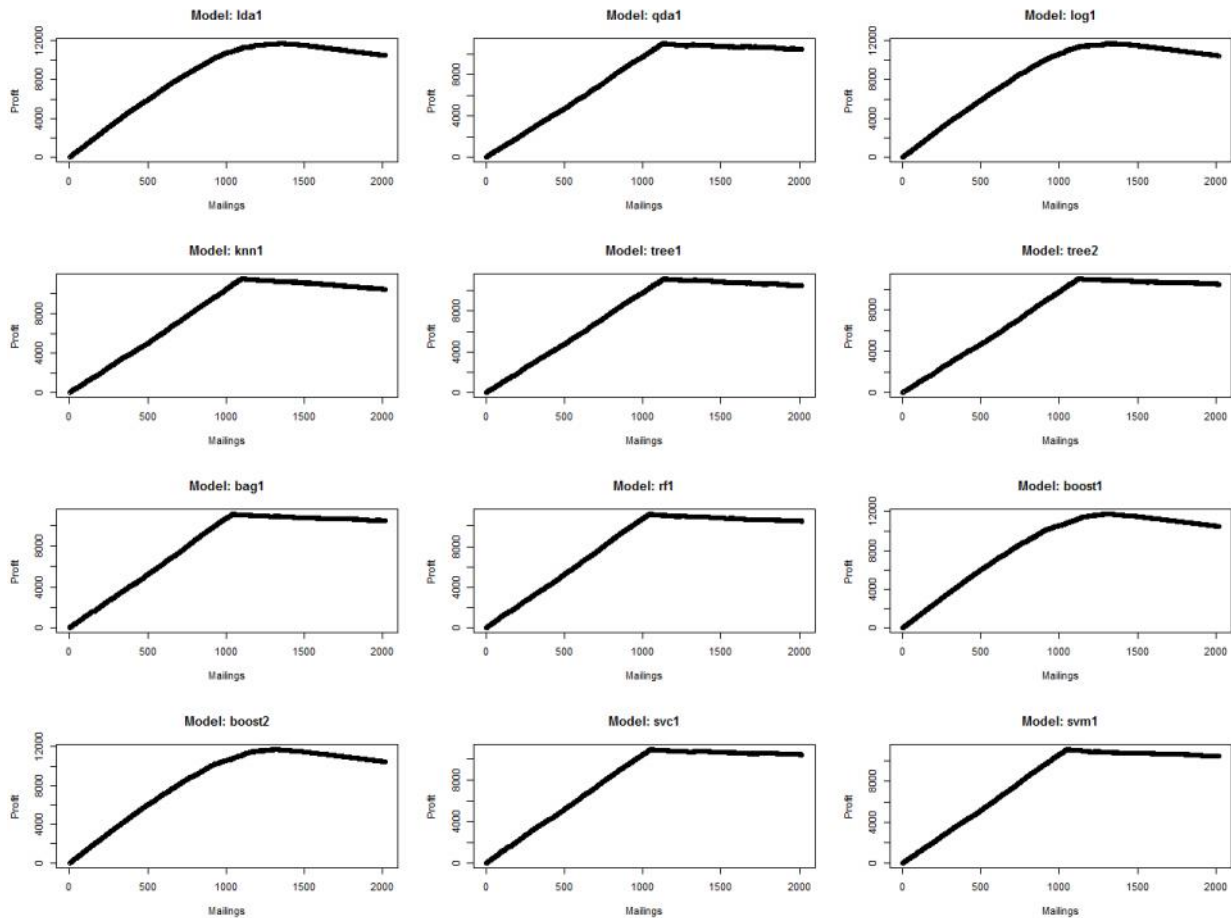 Model: lda1
Profit
0 4000 8000 12000
0 500 1000 1500 2000
Mailings
Model: qda1
Profit
0 4000 8000
0 500 1000 1500 2000
Mailings
Model: log1
Profit
0 4000 8000 12000
0 500 1000 1500 2000
Mailings
Model: knn1
Profit
0 4000 8000
0 500 1000 1500 2000
Mailings
Model: tree1
Profit
0 4000 8000
0 500 1000 1500 2000
Mailings
Model: tree2
Profit
0 4000 8000
0 500 1000 1500 2000
Mailings
Model: bag1
Profit
0 4000 8000
0 500 1000 1500 2000
Mailings
Model: rf1
Profit
0 4000 8000
0 500 1000 1500 2000
Mailings
Model: boost1
Profit
0 4000 8000 12000
0 500 1000 1500 2000
Mailings
Model: boost2
Profit
0 4000 8000 12000
0 500 1000 1500 2000
Mailings
Model: svc1
Profit
0 4000 8000
0 500 1000 1500 2000
Mailings
Model: svm1
Profit
0 4000 8000
0 500 1000 1500 2000
Mailings